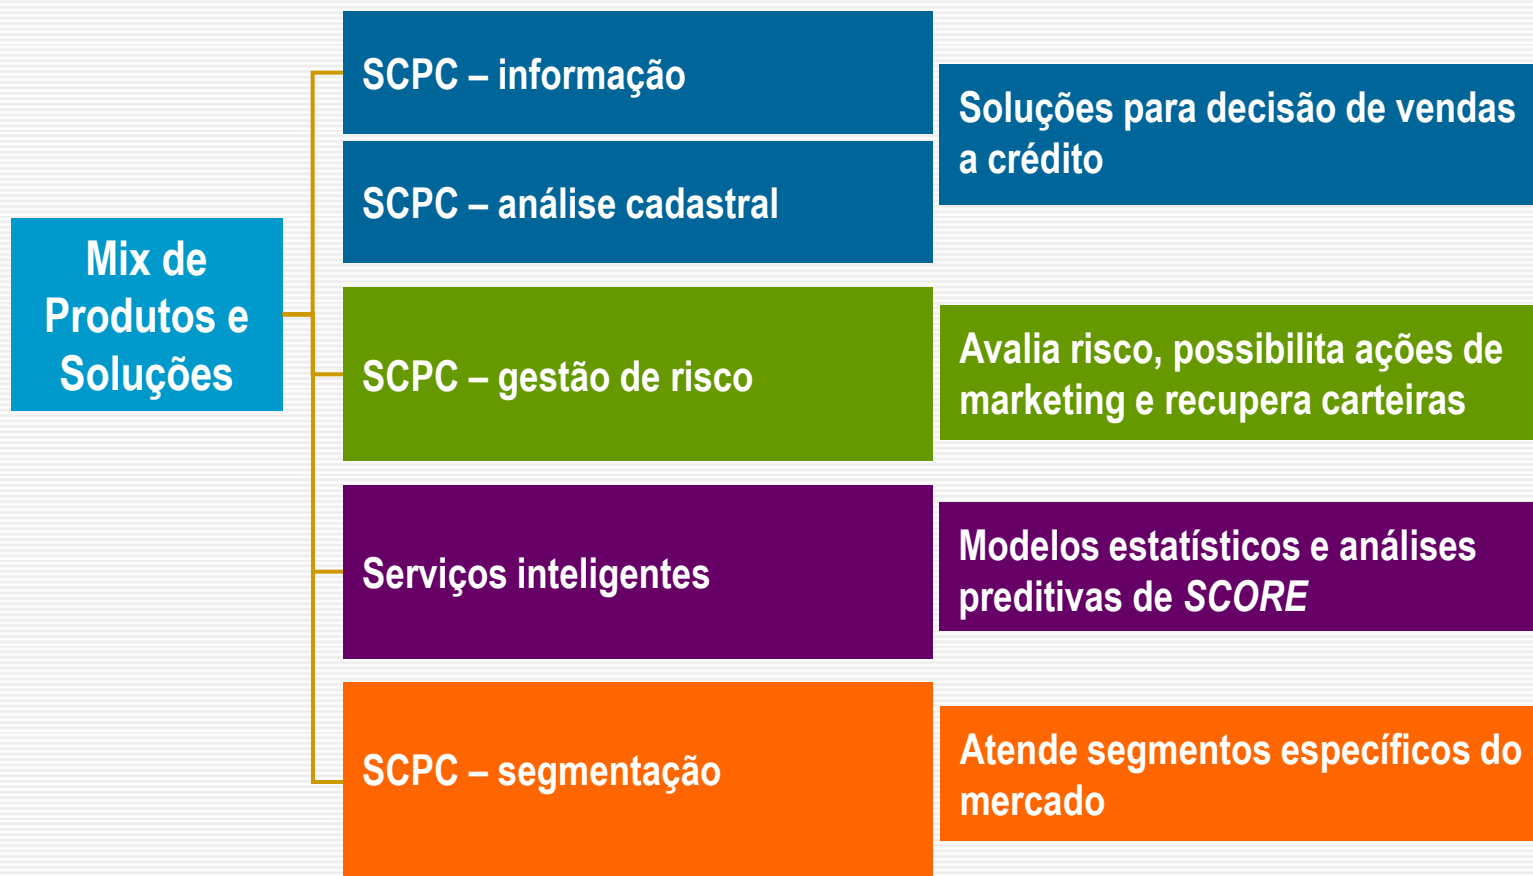 Mix de
Produtos e
Soluções
SCPC – informação
SCPC – análise cadastral
Soluções para decisão de vendas
a crédito
SCPC – gestão de risco
Avalia risco, possibilita ações de
marketing e recupera carteiras
Serviços inteligentes
Modelos estatísticos e análises
preditivas de SCORE
SCPC – segmentação
Atende segmentos específicos do
mercado